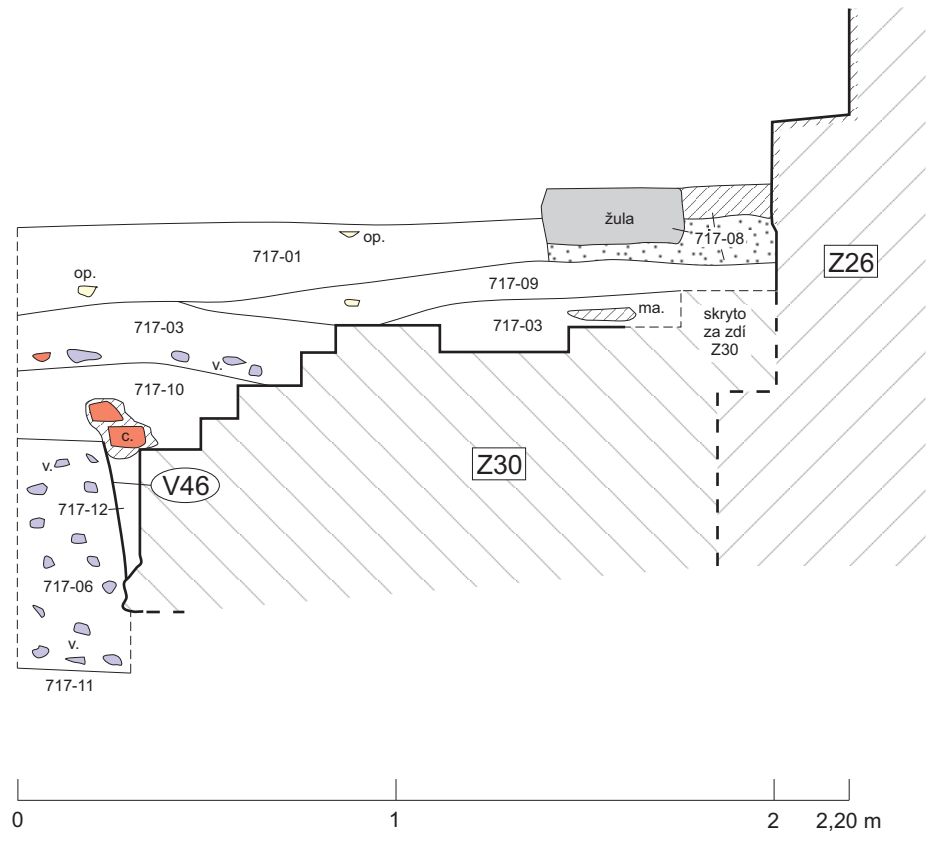 žula
op.
717-08
717-01
Z26
op.
717-09
ma.
skryto
za zdí
Z30
717-03
717-03
v.
717-10
c.
v.
Z30
V46
717-12
717-06
v.
717-11
0
1
2
2,20 m